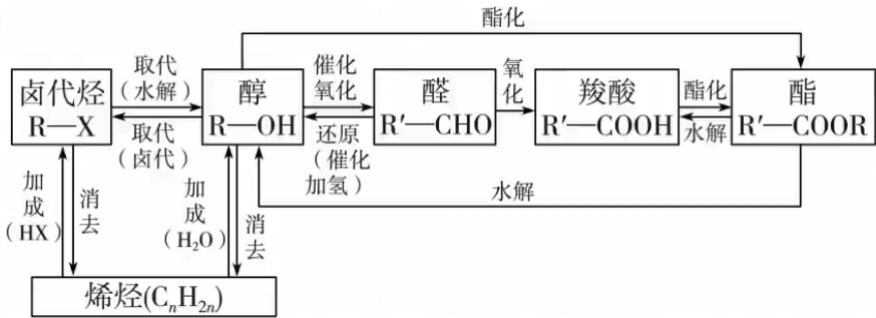 酯化
取代
(水解)
催化
氧化
氧
化
卤代烃
R—X
醇
R—OH
醛
R′—CHO
羧酸
R′—COOH
酯化
水解
酯
R′—COOR
取代
(卤代)
还原
(催化
加氢)
水解
加
成
(HX)
消
去
加
成
(H₂O)
消
去
烯烃(CₙH₂ₙ)